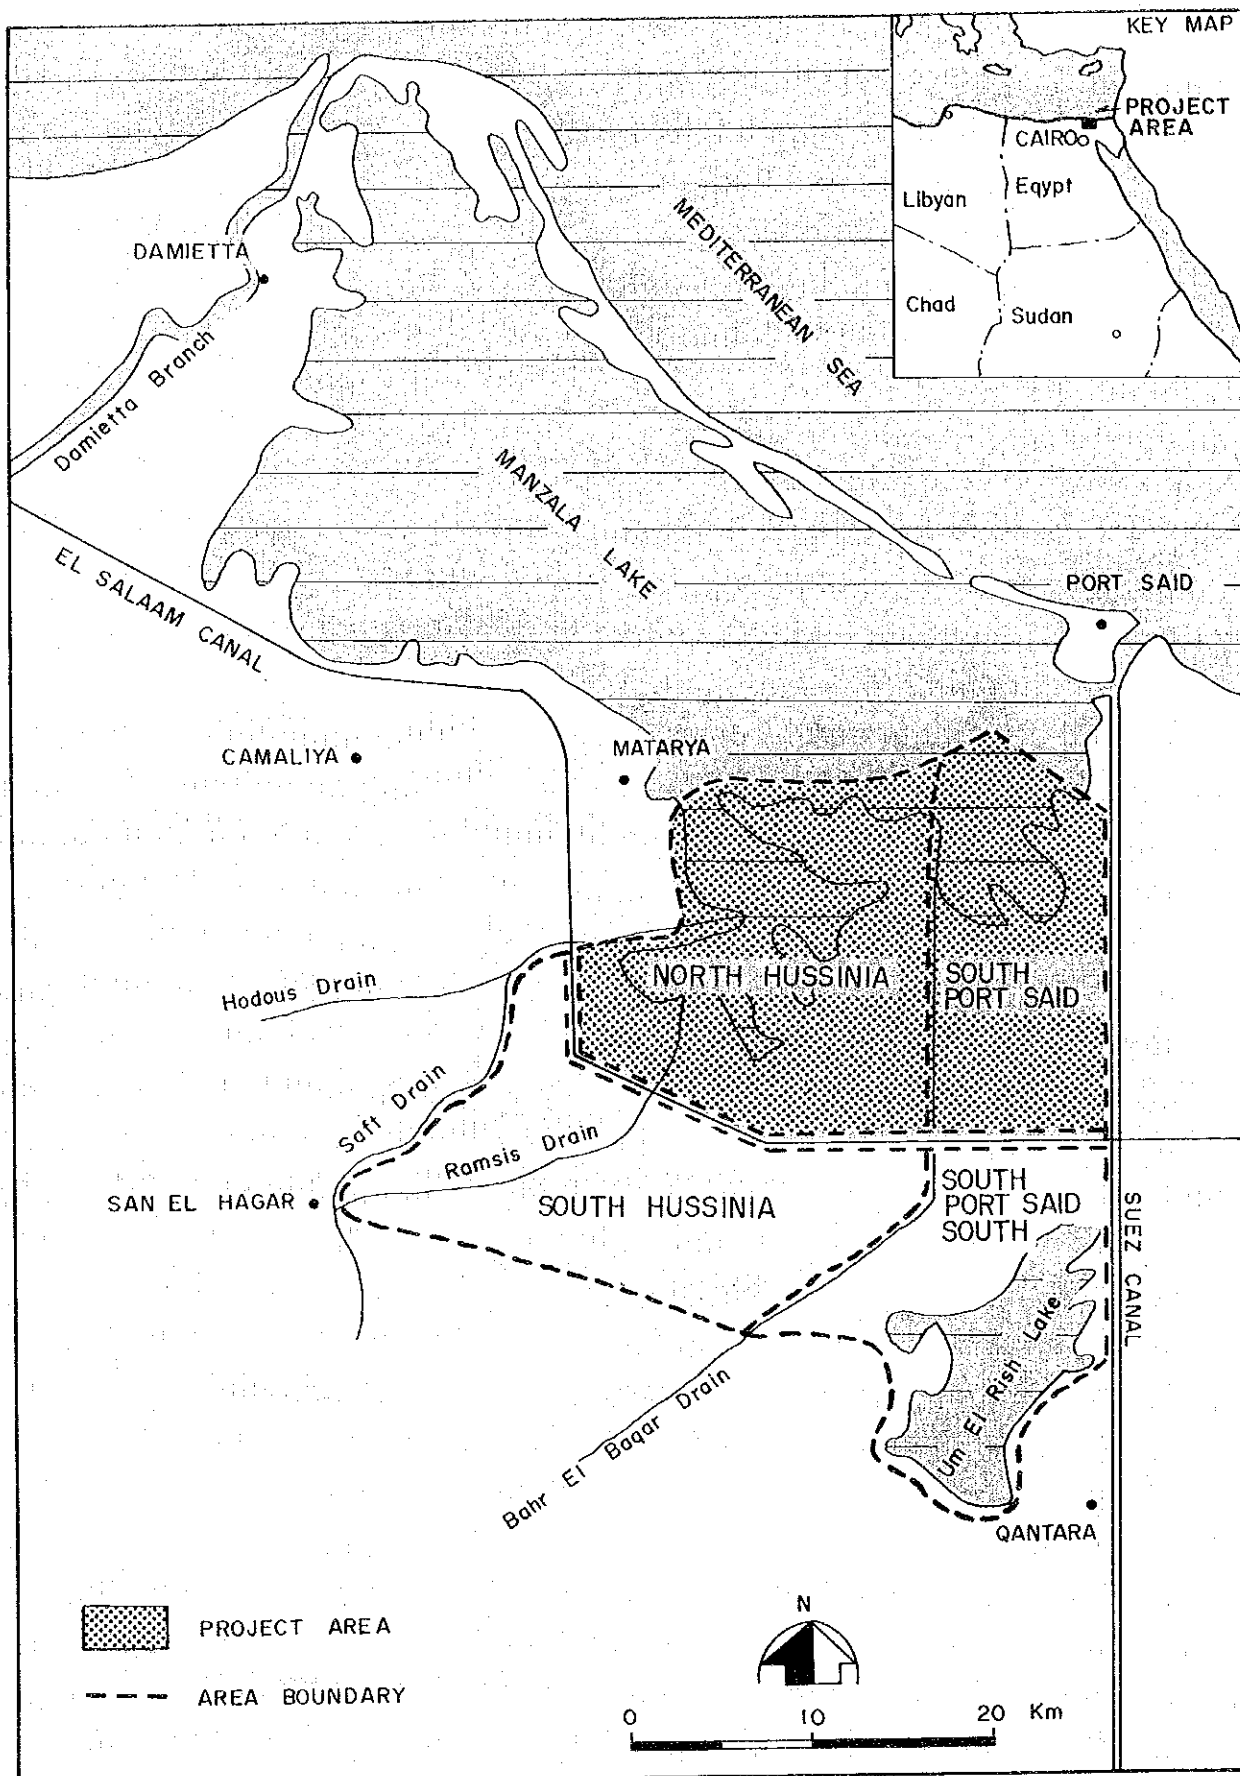 KEY MAP
PROJECT
AREA
CAIRO
Libyan
Eqypt
Chad
Sudan
DAMIETTA
Damietta Branch
MEDITERRANEAN SEA
MANZALA LAKE
EL SALAAM CANAL
PORT SAID
CAMALIYA
MATARYA
NORTH HUSSINIA
SOUTH
PORT SAID
Hodous Drain
Saft Drain
Ramsis Drain
SAN EL HAGAR
SOUTH HUSSINIA
SOUTH
PORT SAID
SOUTH
SUEZ CANAL
Um El Rish Lake
Bahr El Baqar Drain
QANTARA
PROJECT AREA
AREA BOUNDARY
N
0 10 20 Km